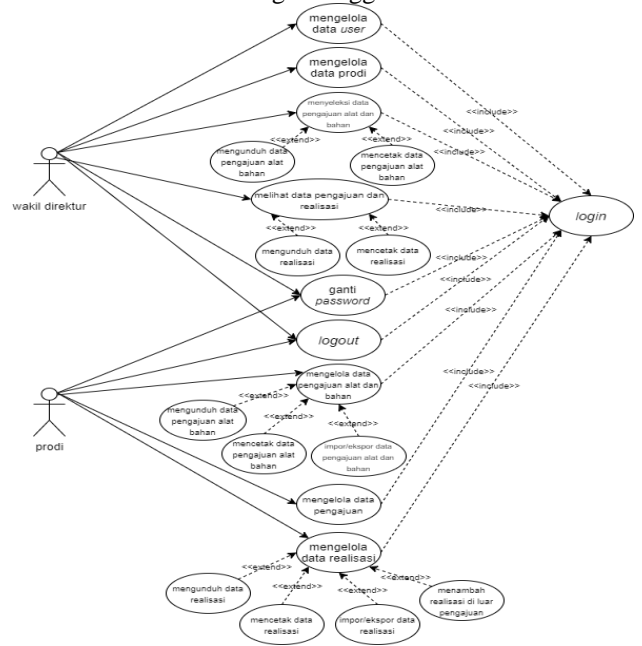 mengelola
data user
mengelola
data prodi
menyeleksi data
pengajuan alat dan
bahan
<<include>>
<<include>>
<<include>>
<<extend>>
<<extend>>
mengunduh data
pengajuan alat
bahan
mencetak data
pengajuan alat
bahan
wakil direktur
melihat data pengajuan dan
realisasi
<<include>>
login
<<extend>>
<<extend>>
mengunduh data
realisasi
mencetak data
realisasi
<<include>>
ganti
password
<<include>>
logout
<<include>>
mengelola data
pengajuan alat dan
bahan
<<include>>
<<include>>
<<extend>>
<<extend>>
<<extend>>
mengunduh data
pengajuan alat
bahan
mencetak data
pengajuan alat
bahan
impor/ekspor data
pengajuan alat dan
bahan
prodi
mengelola data
pengajuan
mengelola
data realisasi
<<extend>>
<<extend>>
<<extend>>
<<extend>>
mengunduh data
realisasi
mencetak data
realisasi
impor/ekspor data
realisasi
menambah
realisasi di luar
pengajuan